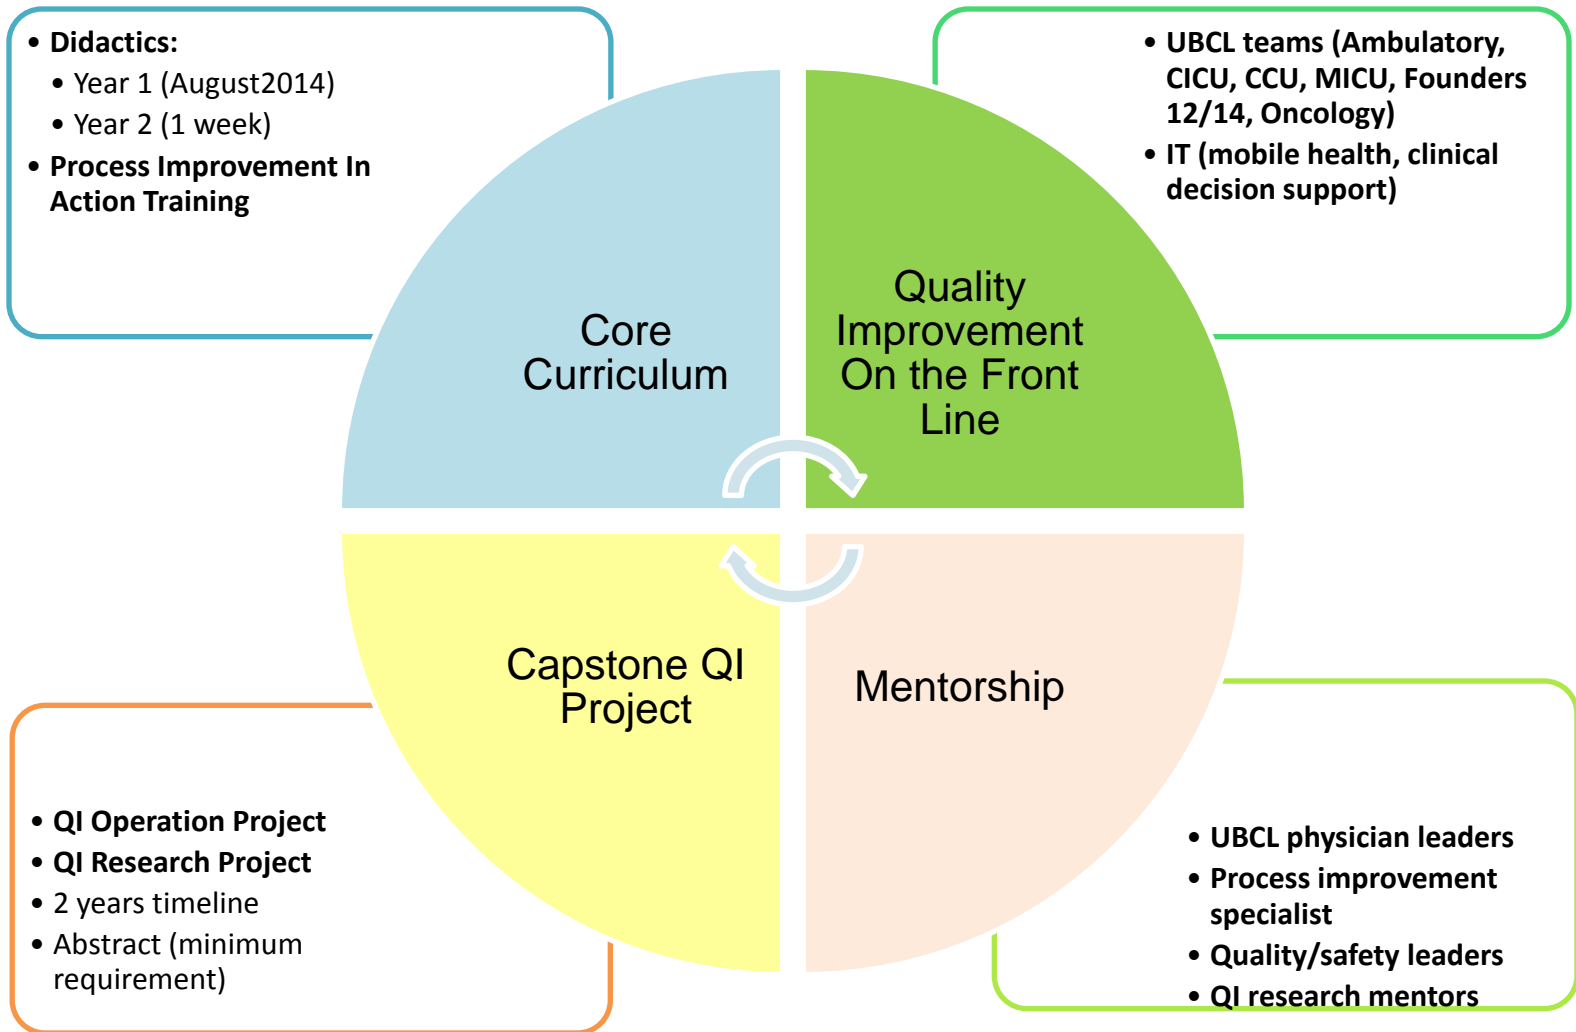 • Didactics:
• Year 1 (August2014)
• Year 2 (1 week)
• Process Improvement In
Action Training
• UBCL teams (Ambulatory,
CICU, CCU, MICU, Founders
12/14, Oncology)
• IT (mobile health, clinical
decision support)
Core
Curriculum
Quality
Improvement
On the Front
Line
Capstone QI
Project
Mentorship
• QI Operation Project
• QI Research Project
• 2 years timeline
• Abstract (minimum
requirement)
• UBCL physician leaders
• Process improvement
specialist
• Quality/safety leaders
• QI research mentors